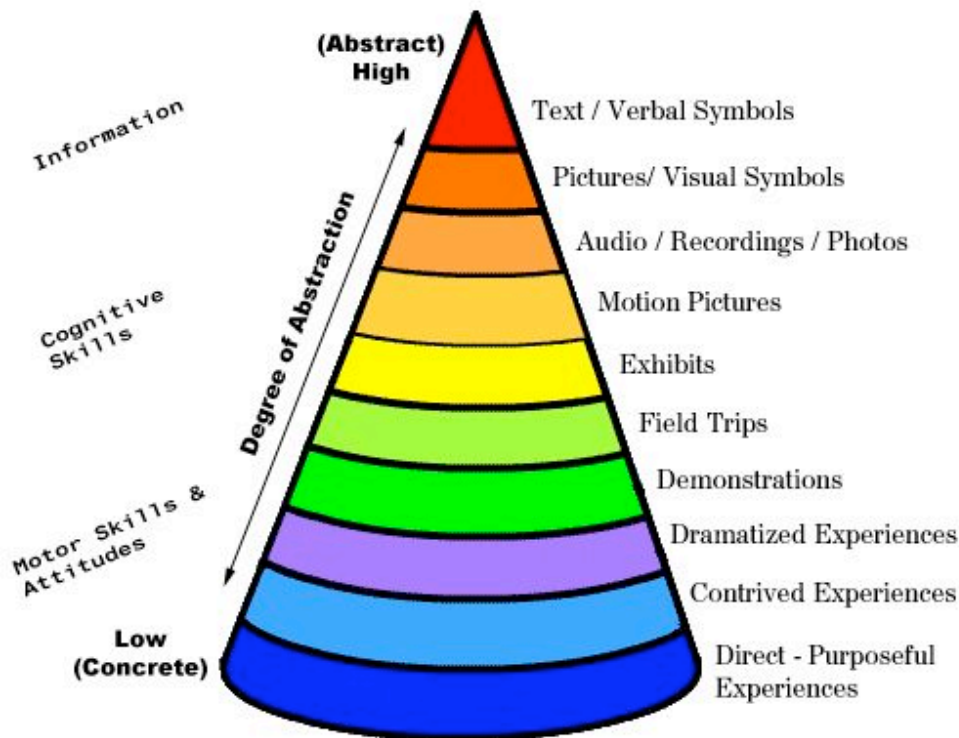 (Abstract)
High
Text / Verbal Symbols
Information
Pictures/ Visual Symbols
Audio / Recordings / Photos
Degree of Abstraction
Motion Pictures
Cognitive
Skills
Exhibits
Field Trips
Demonstrations
Motor Skills &
Attitudes
Dramatized Experiences
Contrived Experiences
Low
(Concrete)
Direct - Purposeful
Experiences